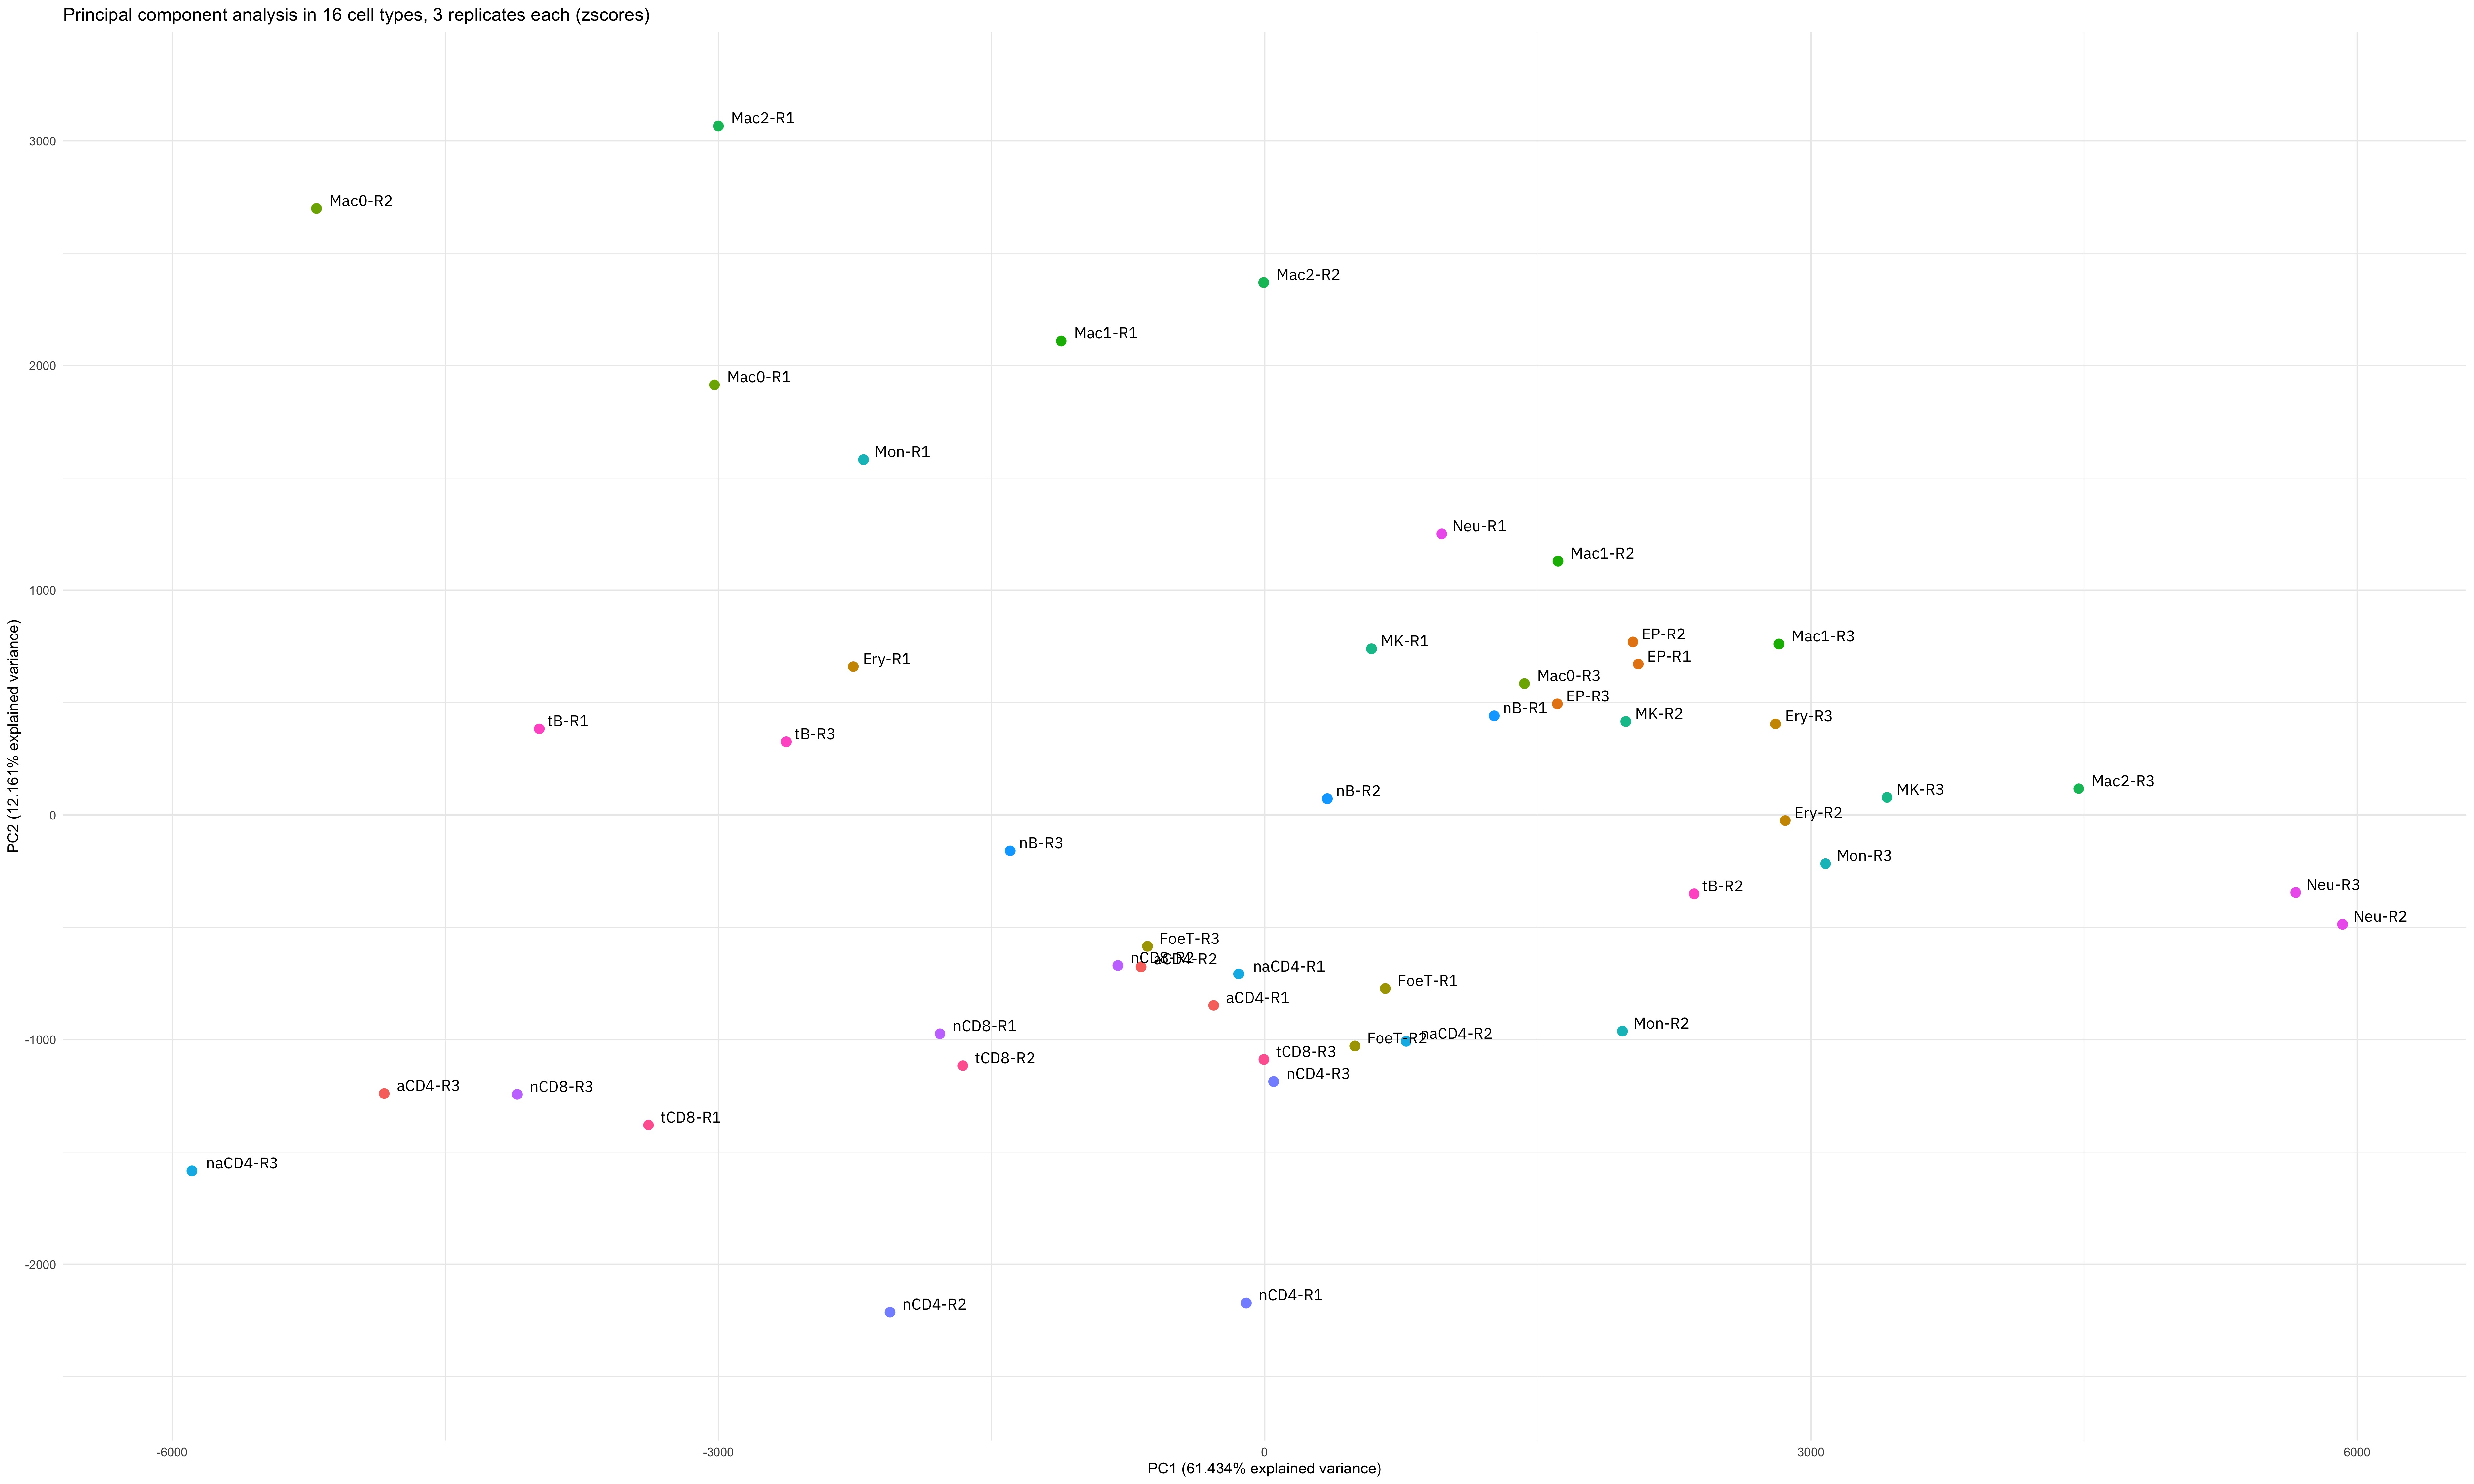 Principal component analysis in 16 cell types, 3 replicates each (zscores)
Mac2-R1
3000
Mac0-R2
Mac2-R2
Mac1-R1
2000
Mac0-R1
Mon-R1
Neu-R1
Mac1-R2
1000
MK-R1
EP-R2
Mac1-R3
EP-R1
Ery-R1
Mac0-R3
EP-R3
nB-R1
MK-R2
Ery-R3
tB-R1
tB-R3
Mac2-R3
MK-R3
nB-R2
0
Ery-R2
nB-R3
Mon-R3
tB-R2
Neu-R3
Neu-R2
FoeT-R3
nCD8-R2
aCD4-R2
naCD4-R1
FoeT-R1
aCD4-R1
nCD8-R1
Mon-R2
-1000
FoeT-R2
naCD4-R2
tCD8-R3
tCD8-R2
nCD4-R3
aCD4-R3
nCD8-R3
tCD8-R1
naCD4-R3
-2000
nCD4-R1
nCD4-R2
PC2 (12.161% explained variance)
-6000
-3000
0
3000
6000
PC1 (61.434% explained variance)